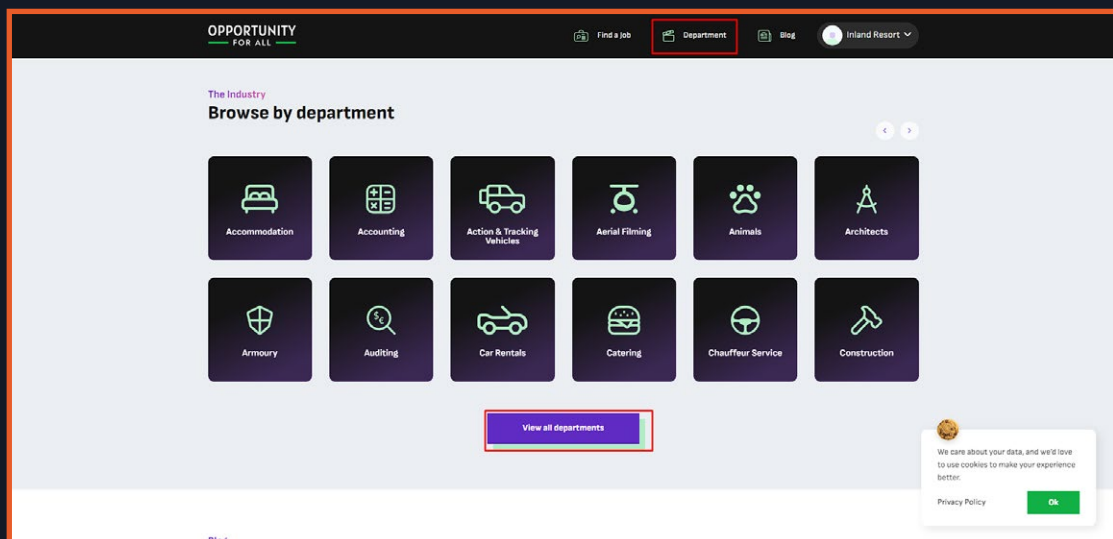 OPPORTUNITY
FOR ALL
Find a Job
Department
Blog
Inland Resort
The Industry
Browse by department
Accommodation
Accounting
Action & Tracking
Vehicles
Aerial Filming
Animals
Architects
Armoury
Auditing
Car Rentals
Catering
Chauffeur Service
Construction
View all departments
We care about your data, and we'd love
to use cookies to make your experience
better.
Privacy Policy
Ok